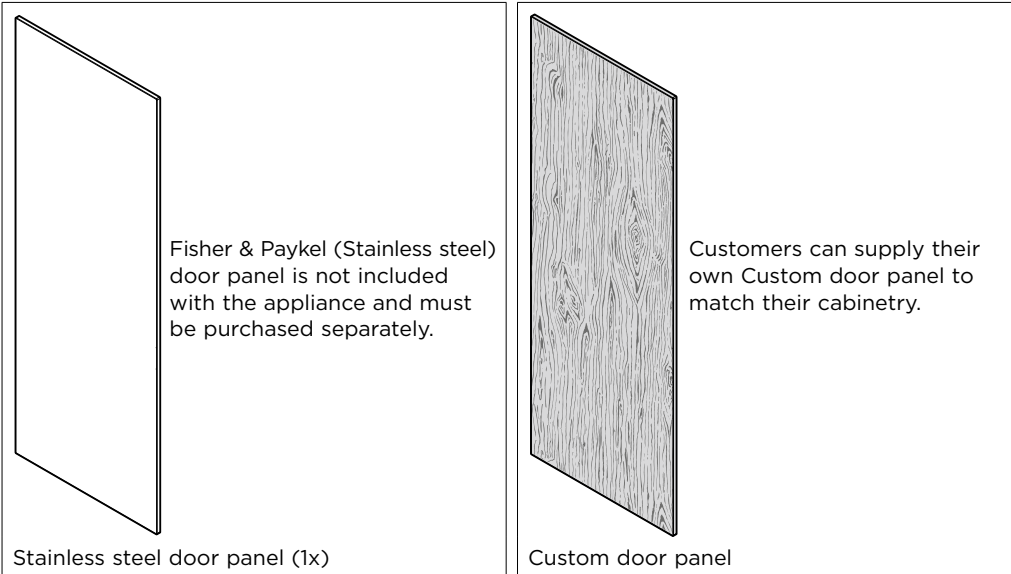 Fisher & Paykel (Stainless steel)
door panel is not included
with the appliance and must
be purchased separately.
Stainless steel door panel (1x)
Customers can supply their
own Custom door panel to
match their cabinetry.
Custom door panel